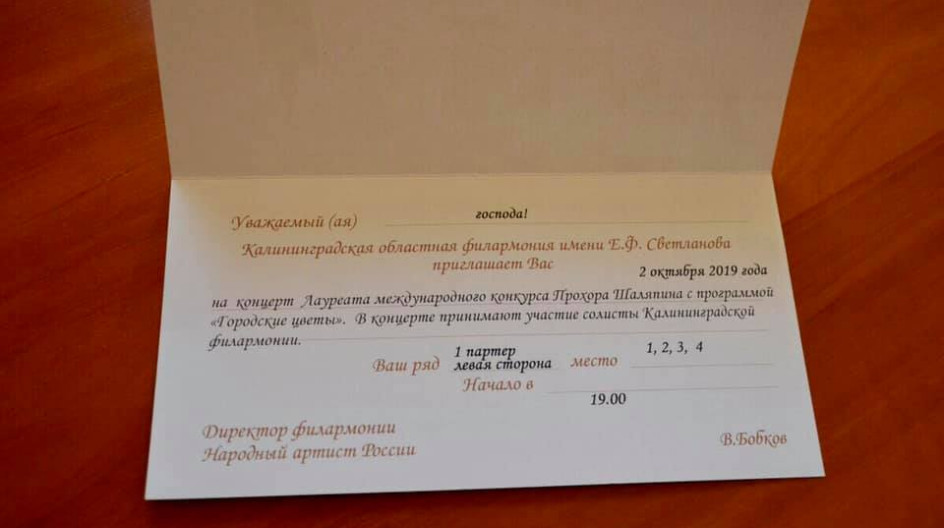 Уважаемый (ая) господа!
Калининградская областная филармония имени Е.Ф. Светланова
приглашает Вас
2 октября 2019 года
на концерт Лауреата международного конкурса Прохора Шаляпина с программой
«Городские цветы». В концерте принимают участие солисты Калининградской
филармонии.
Ваш ряд 1 партер левая сторона место 1, 2, 3, 4
Начало в 19.00
Директор филармонии
Народный артист России В.Бобков